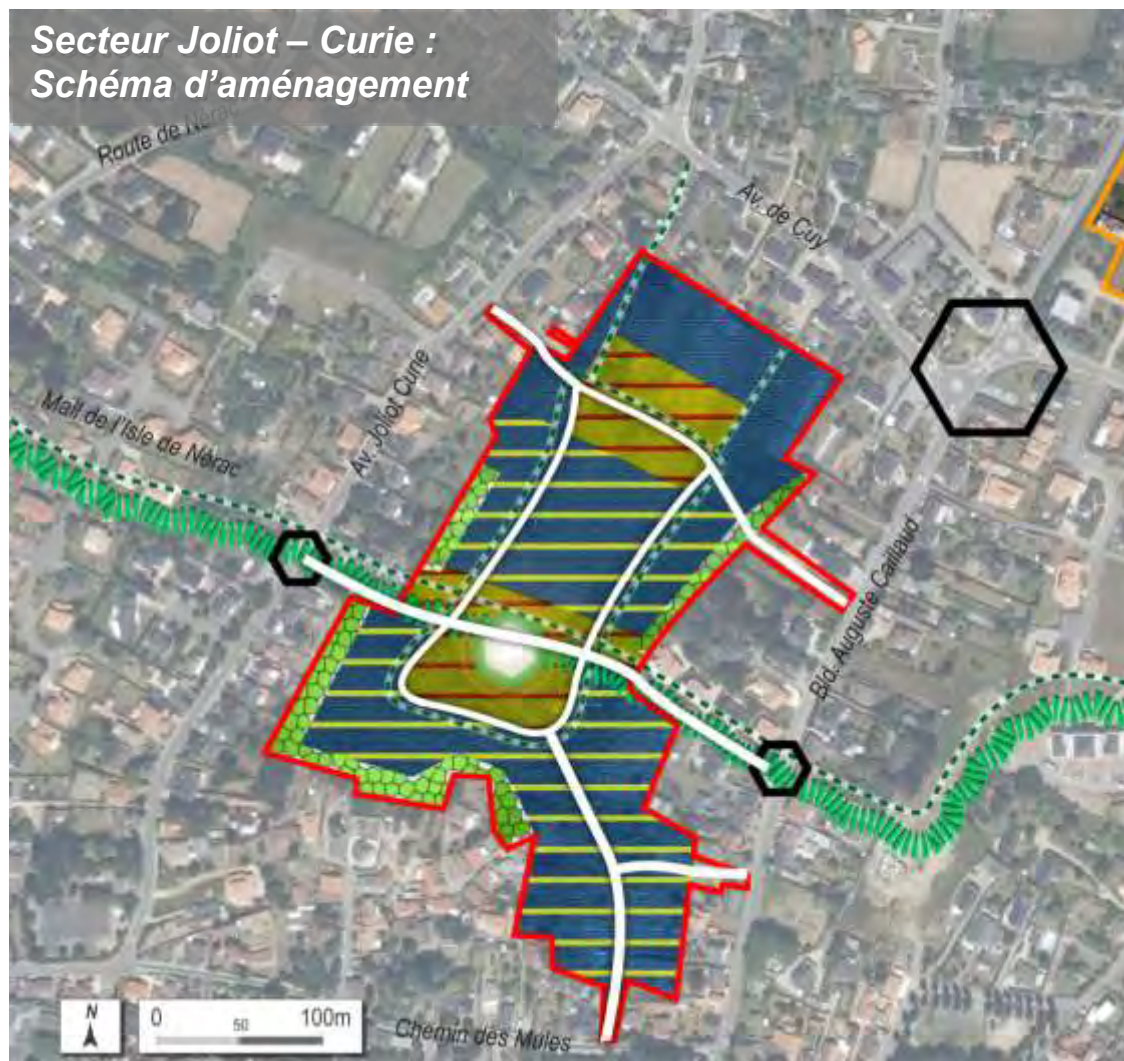 Secteur Joliot – Curie :
Schéma d'aménagement
Route de Nérac
Av. de Cuy
Av. Joliot Curie
Mail de l'Isle de Nérac
Bld. Auguste Caillaud
N
0 50 100m
Chemin des Mules